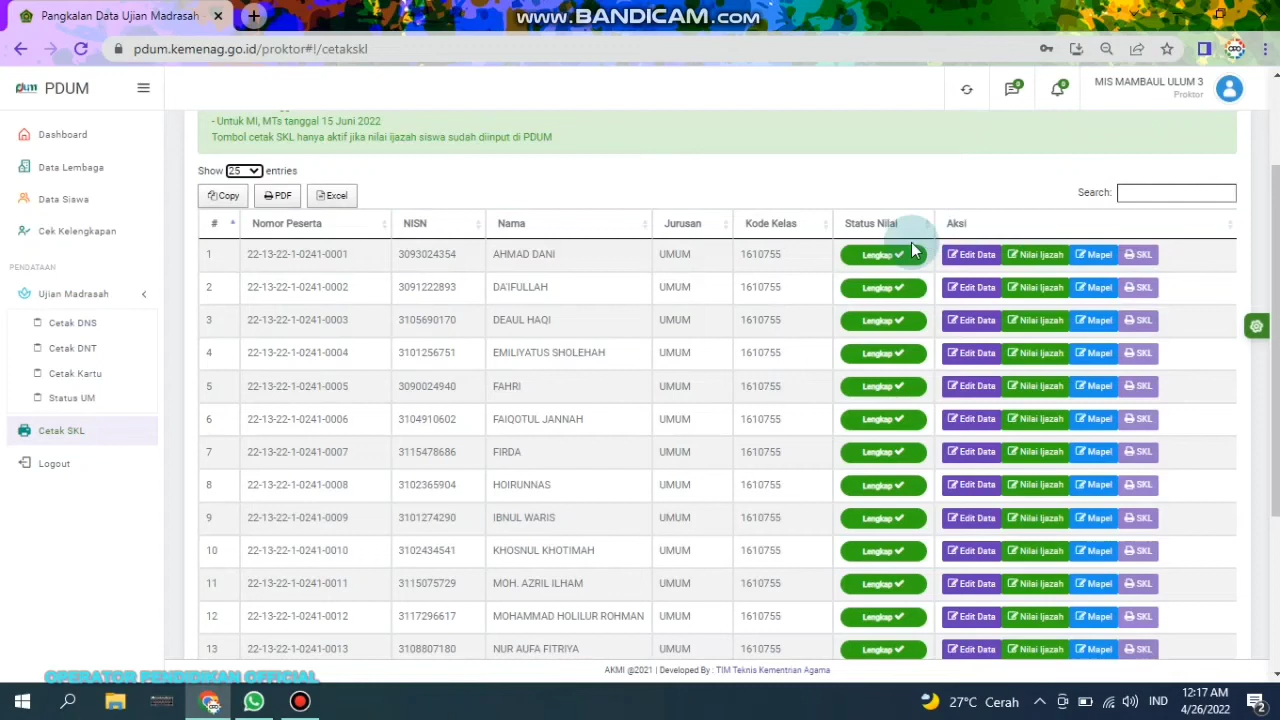 www.BANDICAM.com
Pangkalan Data Ujian Madrasah
pdum.kemenag.go.id/proktor#!/cetakskl
PDUM
0
0
MIS MAMBAUL ULUM 3
Proktor
Dashboard
Data Lembaga
Data Siswa
Cek Kelengkapan
PENDATAAN
Ujian Madrasah
Cetak DNS
Cetak DNT
Cetak Kartu
Status UM
Cetak SKL
Logout
- Untuk MI, MTs tanggal 15 Juni 2022
Tombol cetak SKL hanya aktif jika nilai ijazah siswa sudah diinput di PDUM
Show 25 entries
Copy PDF Excel
Search:
# Nomor Peserta NISN Nama Jurusan Kode Kelas Status Nilai Aksi
1 22-13-22-1-0241-0001 3093024354 AHMAD DANI UMUM 1610755 Lengkap Edit Data Nilai Ijazah Mapel SKL
2 22-13-22-1-0241-0002 3091222893 DA'IFULLAH UMUM 1610755 Lengkap Edit Data Nilai Ijazah Mapel SKL
3 22-13-22-1-0241-0003 3105690170 DEAUL HAQI UMUM 1610755 Lengkap Edit Data Nilai Ijazah Mapel SKL
4 22-13-22-1-0241-0004 3101256751 EMILIYATUS SHOLEHAH UMUM 1610755 Lengkap Edit Data Nilai Ijazah Mapel SKL
5 22-13-22-1-0241-0005 3090024940 FAHRI UMUM 1610755 Lengkap Edit Data Nilai Ijazah Mapel SKL
6 22-13-22-1-0241-0006 3104910602 FAIQOTUL JANNAH UMUM 1610755 Lengkap Edit Data Nilai Ijazah Mapel SKL
7 22-13-22-1-0241-0007 3115478686 FIRDA UMUM 1610755 Lengkap Edit Data Nilai Ijazah Mapel SKL
8 22-13-22-1-0241-0008 3102365904 HOIRUNNAS UMUM 1610755 Lengkap Edit Data Nilai Ijazah Mapel SKL
9 22-13-22-1-0241-0009 3101274290 IBNUL WARIS UMUM 1610755 Lengkap Edit Data Nilai Ijazah Mapel SKL
10 22-13-22-1-0241-0010 3102434541 KHOSNUL KHOTIMAH UMUM 1610755 Lengkap Edit Data Nilai Ijazah Mapel SKL
11 22-13-22-1-0241-0011 3115075729 MOH. AZRIL ILHAM UMUM 1610755 Lengkap Edit Data Nilai Ijazah Mapel SKL
12 22-13-22-1-0241-0012 3117296617 MOHAMMAD HOLILUR ROHMAN UMUM 1610755 Lengkap Edit Data Nilai Ijazah Mapel SKL
13 22-13-22-1-0241-0013 3108807180 NUR AUFA FITRIYA UMUM 1610755 Lengkap Edit Data Nilai Ijazah Mapel SKL
AKMI @2021 | Developed By : TIM Teknis Kementrian Agama
OPERATOR PENDIDIKAN OFFICIAL
27°C Cerah
IND
12:17 AM
4/26/2022
2